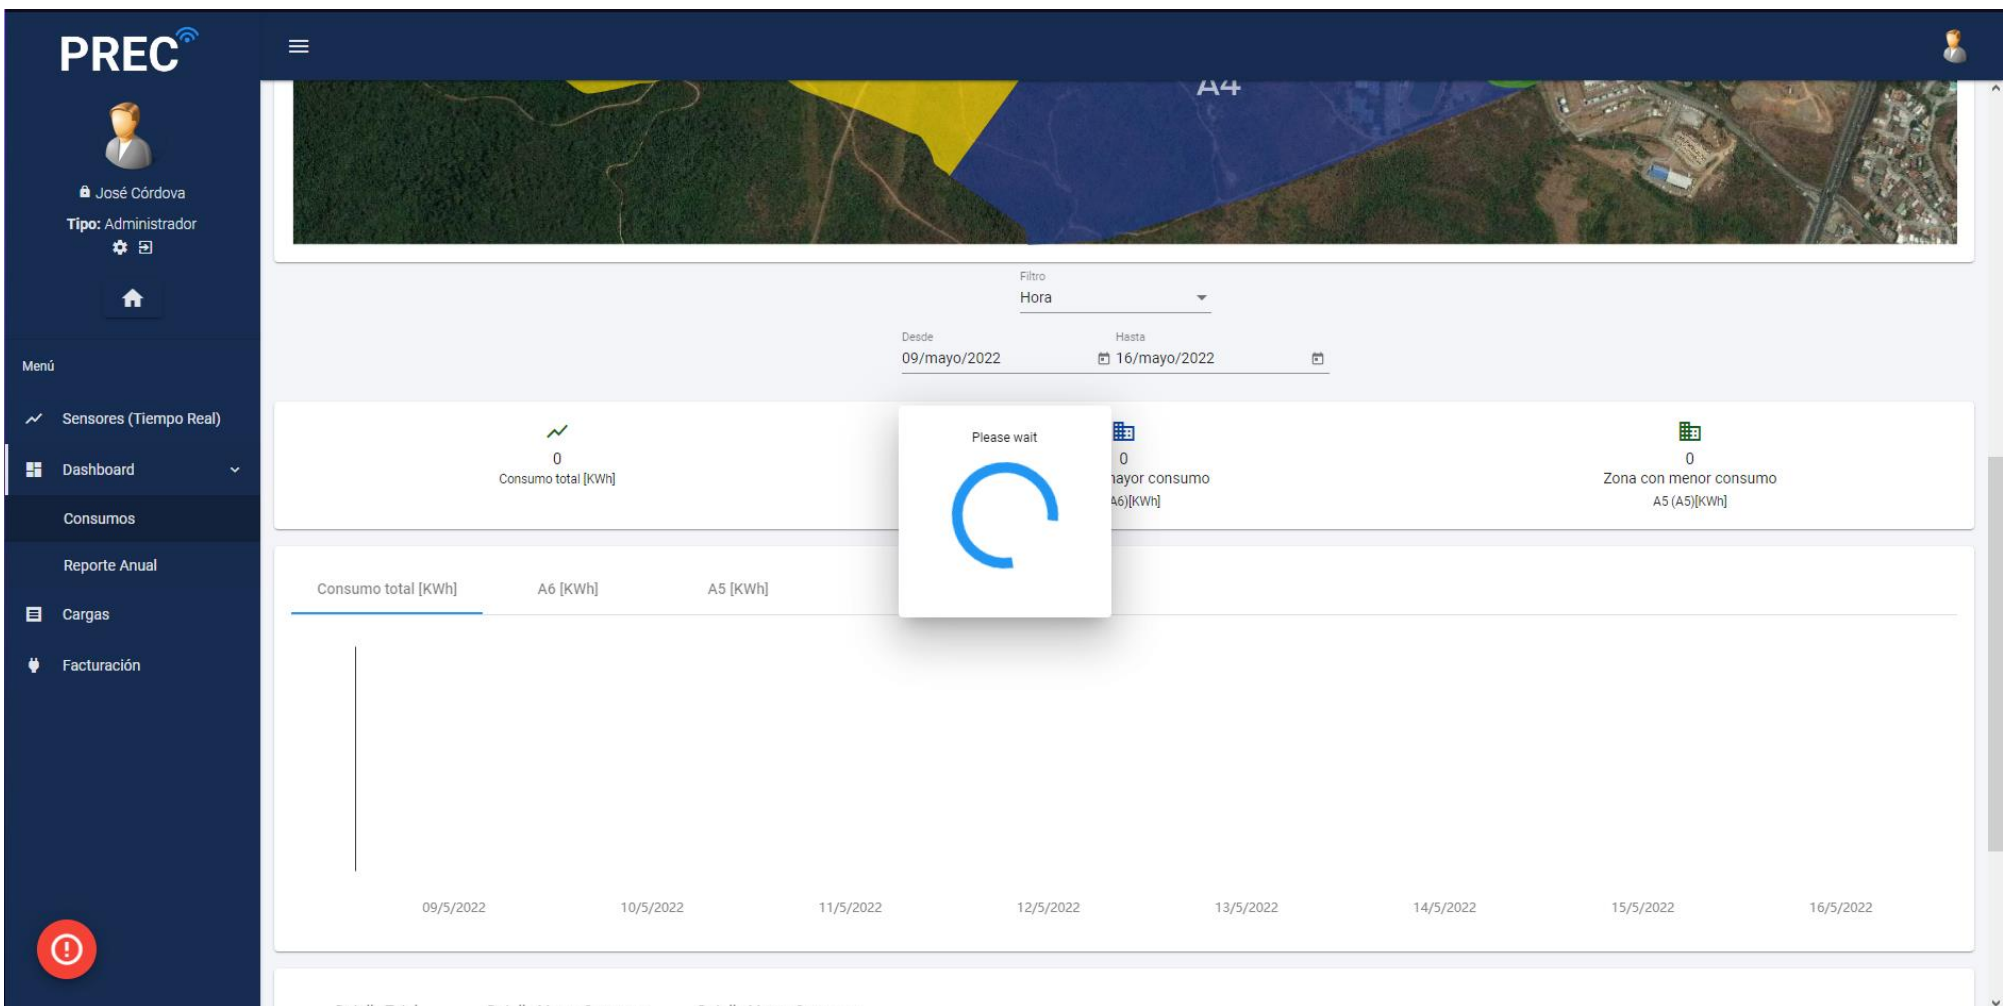 PREC
José Córdova
Tipo: Administrador
Menú
Sensores (Tiempo Real)
Dashboard
Consumos
Reporte Anual
Cargas
Facturación
A4
Filtro
Hora
Desde
09/mayo/2022
Hasta
16/mayo/2022
0
Consumo total [KWh]
Please wait
0
mayor consumo
A6)[KWh]
0
Zona con menor consumo
A5 (A5)[KWh]
Consumo total [KWh]
A6 [KWh]
A5 [KWh]
09/5/2022
10/5/2022
11/5/2022
12/5/2022
13/5/2022
14/5/2022
15/5/2022
16/5/2022